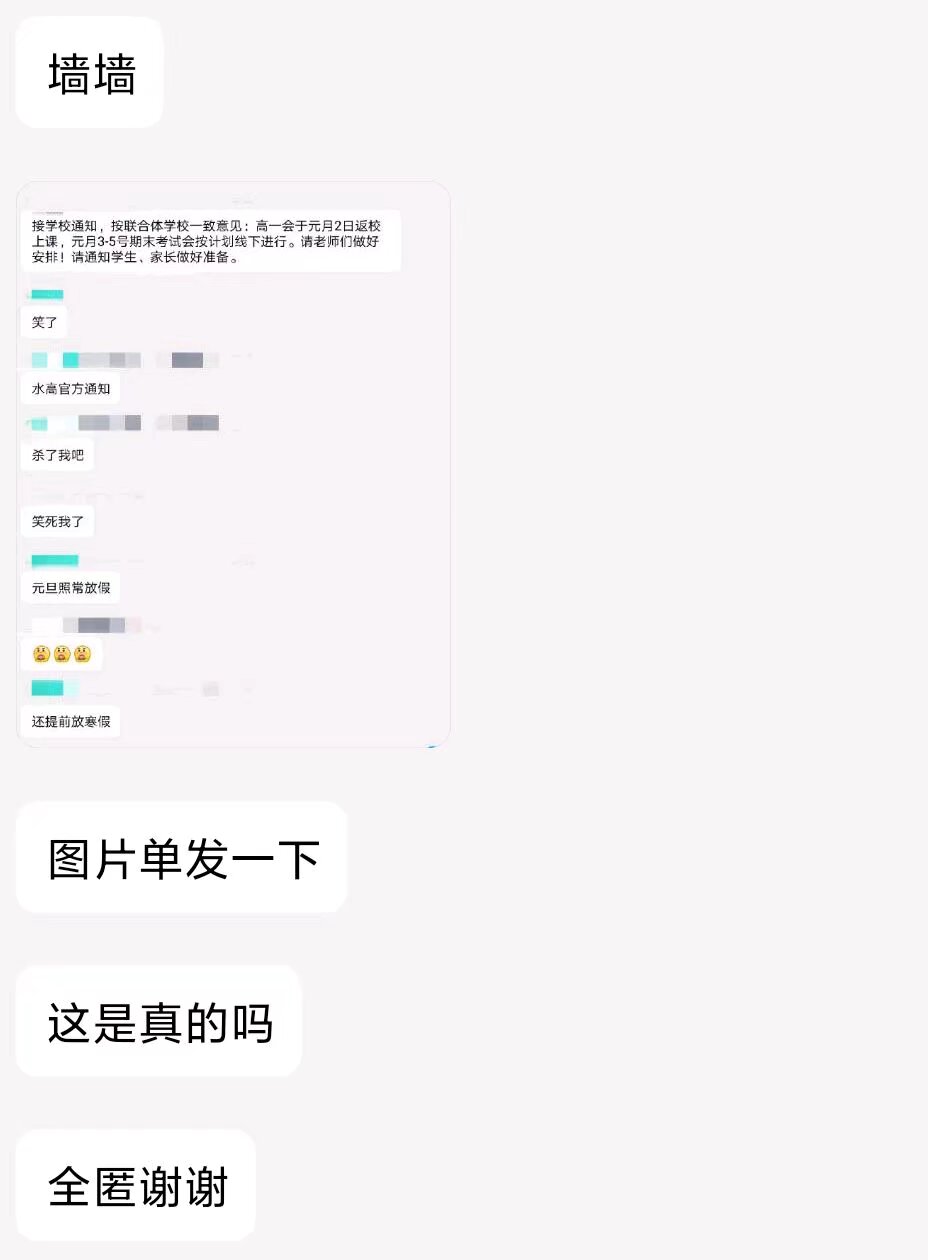 墙墙
接学校通知，按联合体学校一致意见：高一会于元月2日返校
上课，元月3-5号期末考试会按计划线下进行。请老师们做好
安排！请通知学生、家长做好准备。
笑了
水高官方通知
杀了我吧
笑死我了
元旦照常放假
还提前放寒假
图片单发一下
这是真的吗
全匿谢谢